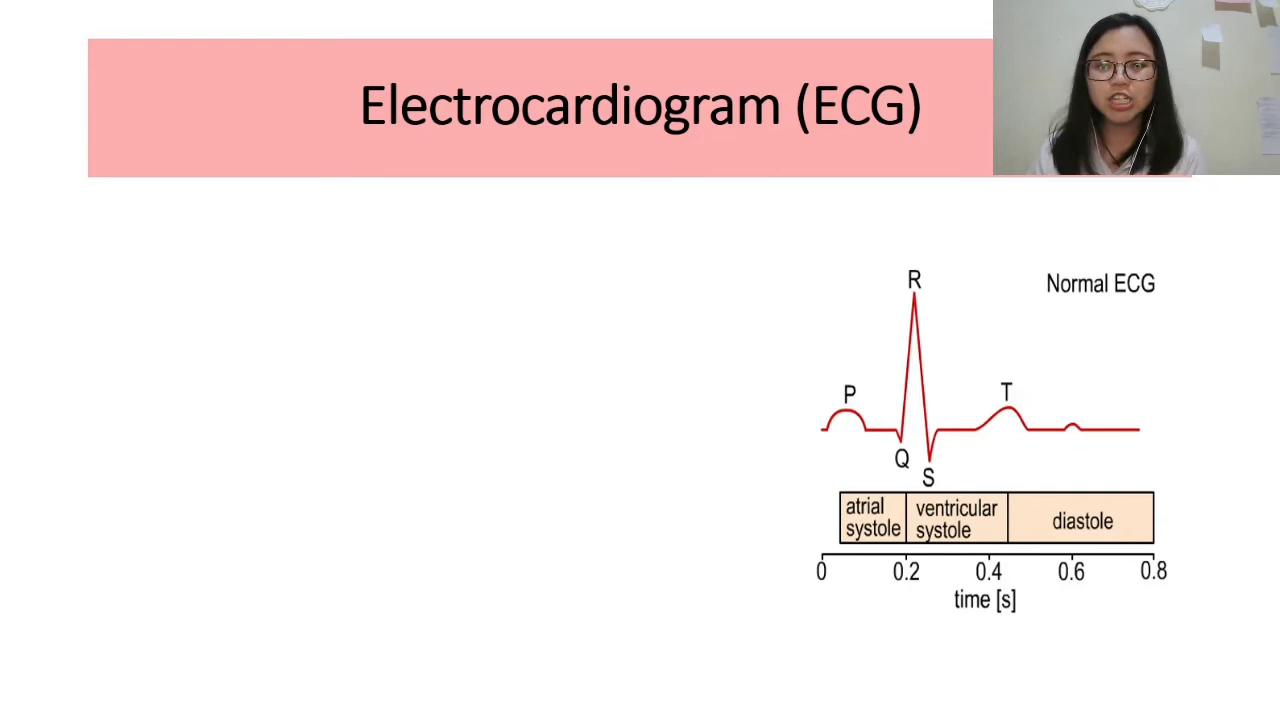 Electrocardiogram (ECG)
R
Normal ECG
P
T
Q
S
atrial
systole
ventricular
systole
diastole
0
0.2
0.4
0.6
0.8
time [s]